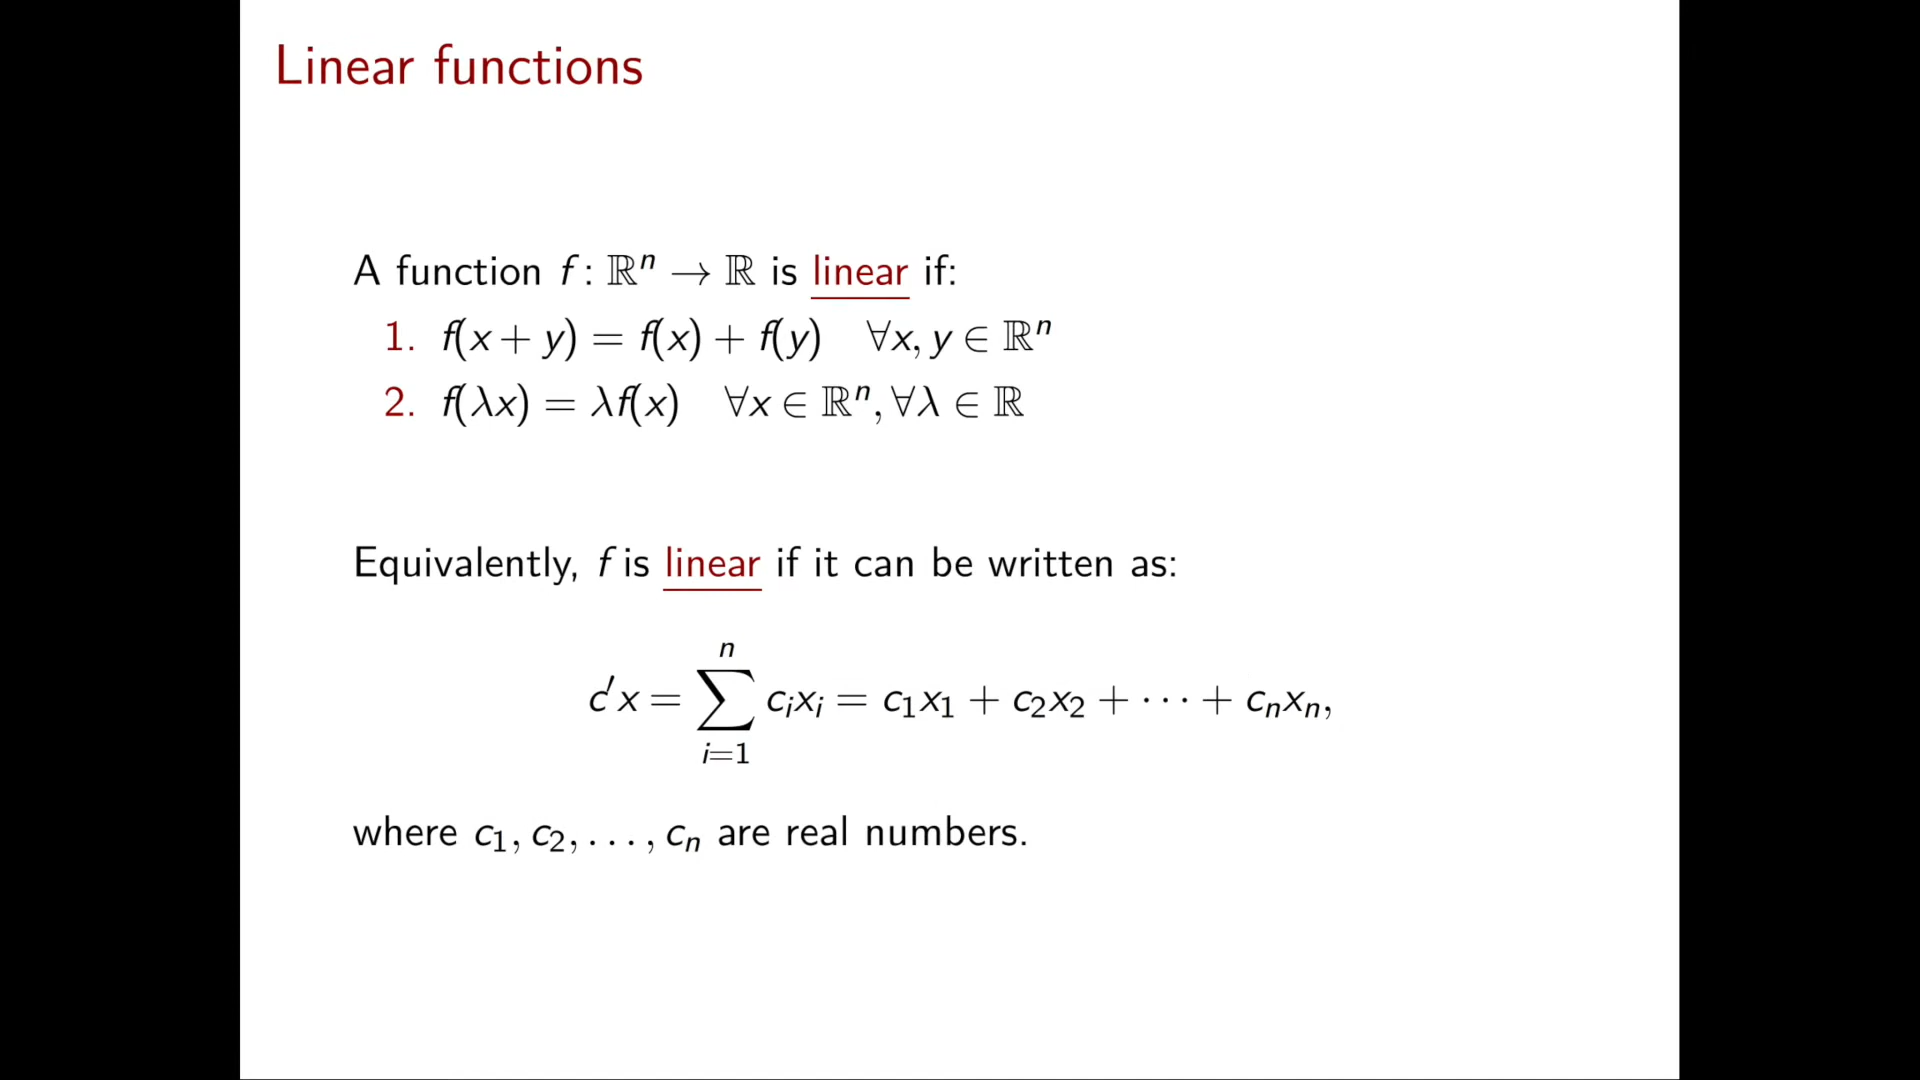 Linear functions
A function f : ℝⁿ → ℝ is linear if:
1. f(x + y) = f(x) + f(y) ∀x, y ∈ ℝⁿ
2. f(λx) = λf(x) ∀x ∈ ℝⁿ, ∀λ ∈ ℝ
Equivalently, f is linear if it can be written as:
c′x = ∑ᵢ₌₁ⁿ cᵢxᵢ = c₁x₁ + c₂x₂ + ··· + cₙxₙ,
where c₁, c₂, . . . , cₙ are real numbers.